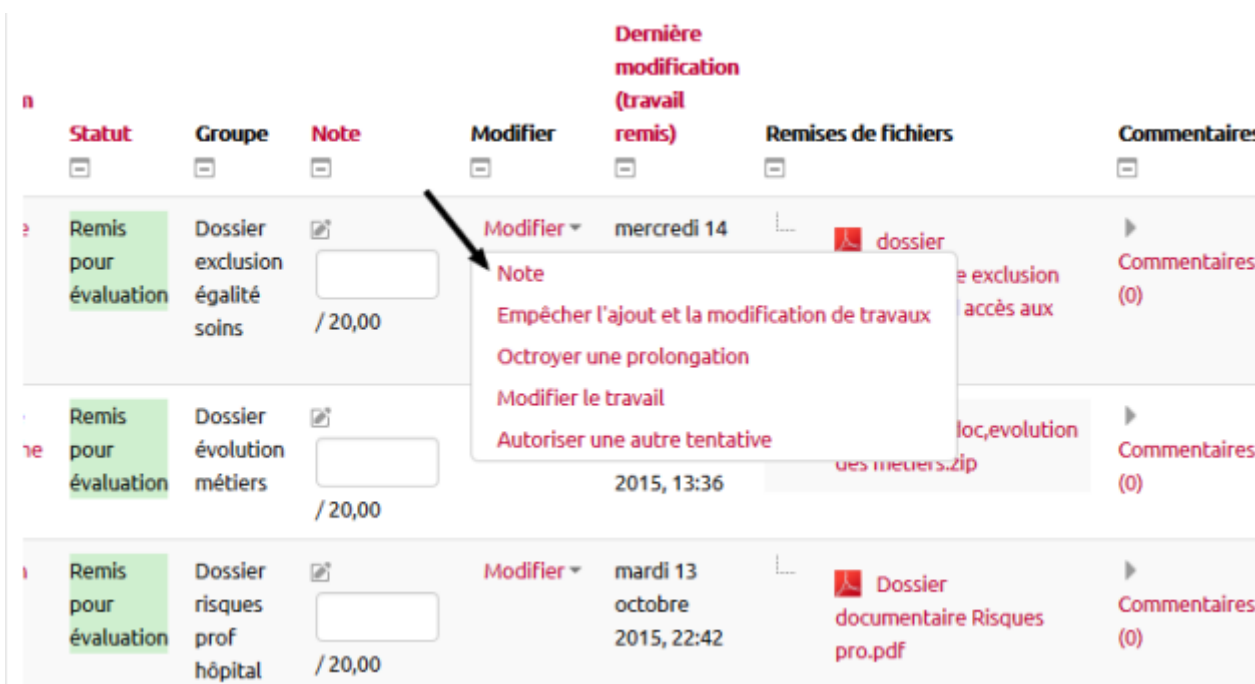 n
Statut
Groupe
Note
Modifier
Dernière
modification
(travail
remis)
Remises de fichiers
Commentaires
Remis
pour
évaluation
Dossier
exclusion
égalité
soins
/ 20,00
Modifier
mercredi 14
dossier
e exclusion
accès aux
Commentaires
(0)
Note
Empêcher l'ajout et la modification de travaux
Octroyer une prolongation
Modifier le travail
Autoriser une autre tentative
ne
Remis
pour
évaluation
Dossier
évolution
métiers
/ 20,00
2015, 13:36
doc,evolution
des metiers.zip
Commentaires
(0)
Remis
pour
évaluation
Dossier
risques
prof
hôpital
/ 20,00
Modifier
mardi 13
octobre
2015, 22:42
Dossier
documentaire Risques
pro.pdf
Commentaires
(0)